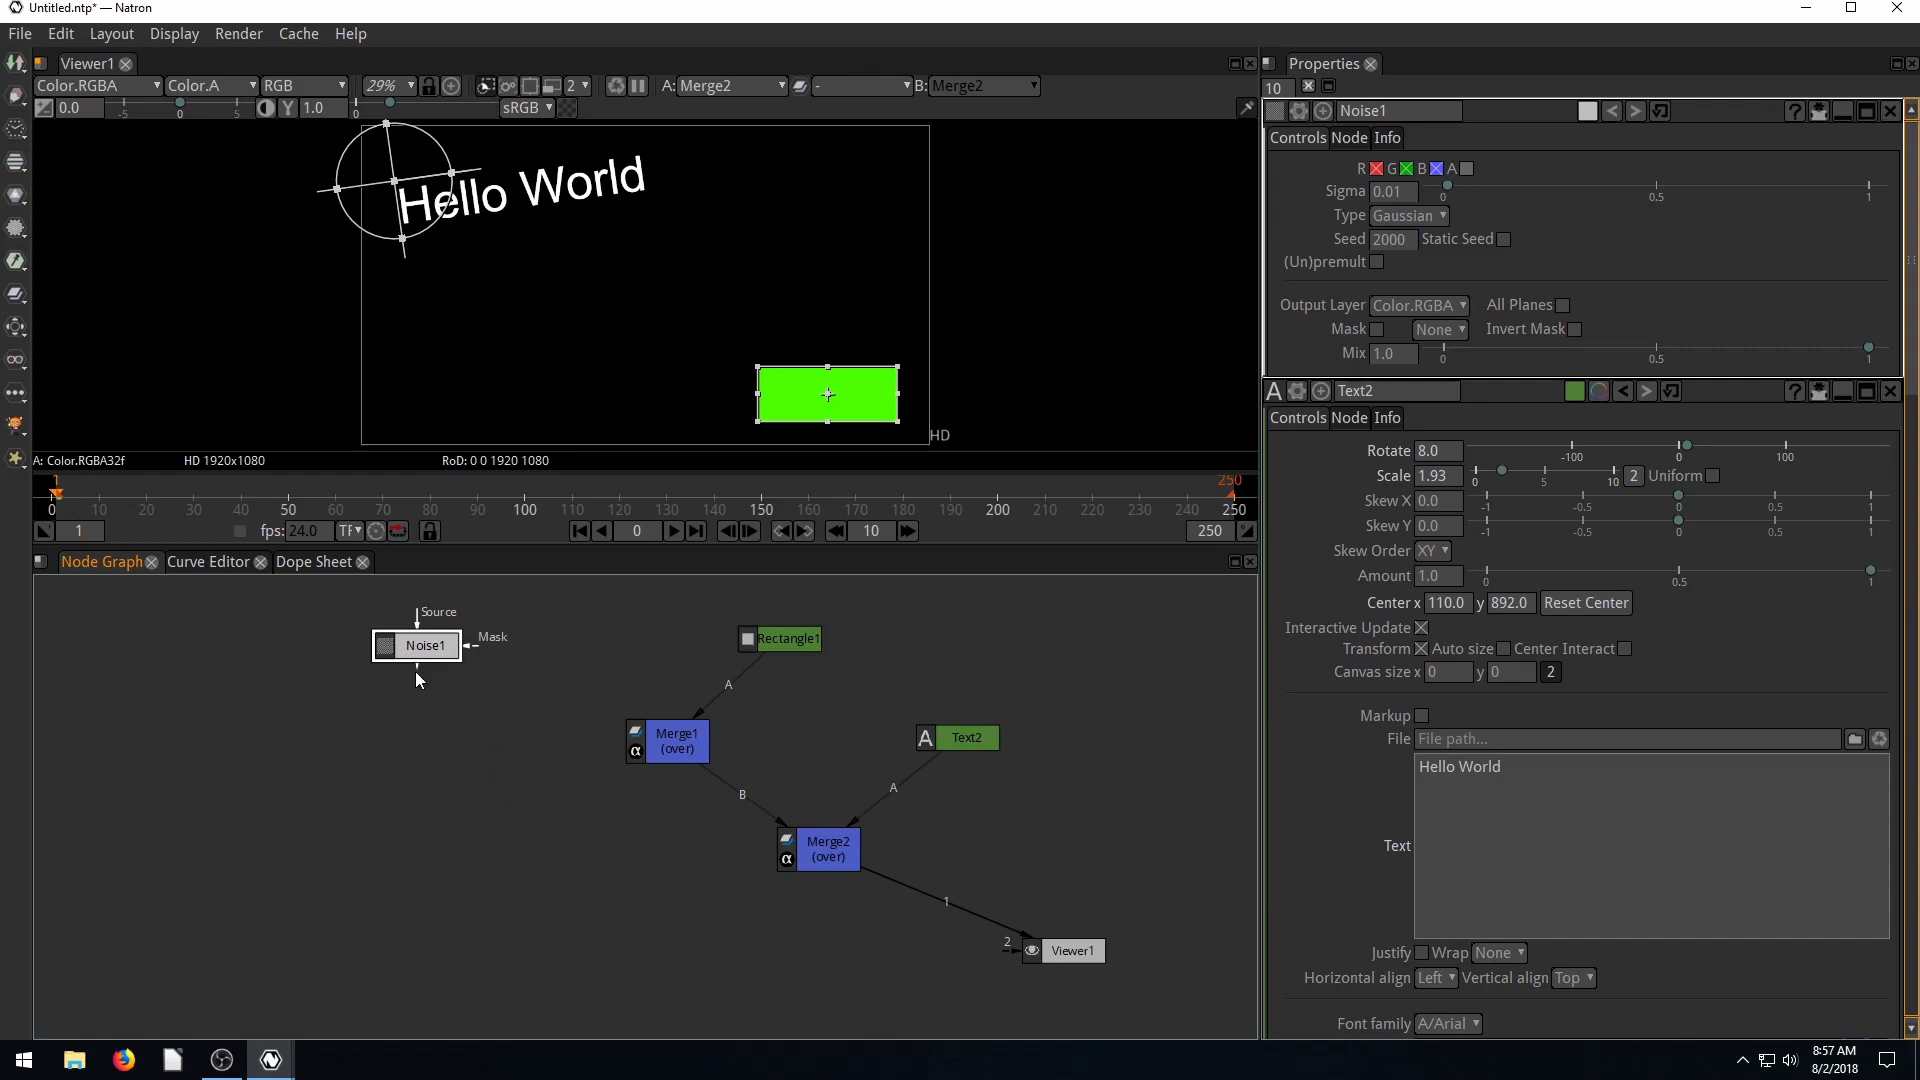 Untitled.ntp* — Natron
File Edit Layout Display Render Cache Help
Viewer1
Color.RGBA Color.A RGB 29% 2 A: Merge2 - B: Merge2
0.0 -5 0 5 Y 1.0 0 sRGB
Hello World
HD
A: Color.RGBA32f HD 1920x1080 RoD: 0 0 1920 1080
1 250
0 10 20 30 40 50 60 70 80 90 100 110 120 130 140 150 160 170 180 190 200 210 220 230 240 250
1 fps: 24.0 TF 0 10 250
Node Graph Curve Editor Dope Sheet
Source
Noise1 Mask
Rectangle1
A
Merge1
(over)
Text2
B
A
Merge2
(over)
1
2
Viewer1
Properties
10
Noise1
Controls Node Info
R G B A
Sigma 0.01 0 0.5 1
Type Gaussian
Seed 2000 Static Seed
(Un)premult
Output Layer Color.RGBA All Planes
Mask None Invert Mask
Mix 1.0 0 0.5 1
A Text2
Controls Node Info
Rotate 8.0 -100 0 100
Scale 1.93 0 5 10 2 Uniform
Skew X 0.0 -1 -0.5 0 0.5 1
Skew Y 0.0 -1 -0.5 0 0.5 1
Skew Order XY
Amount 1.0 0 0.5 1
Center x 110.0 y 892.0 Reset Center
Interactive Update
Transform Auto size Center Interact
Canvas size x 0 y 0 2
Markup
File File path...
Hello World
Text
Justify Wrap None
Horizontal align Left Vertical align Top
Font family A/Arial
8:57 AM
8/2/2018